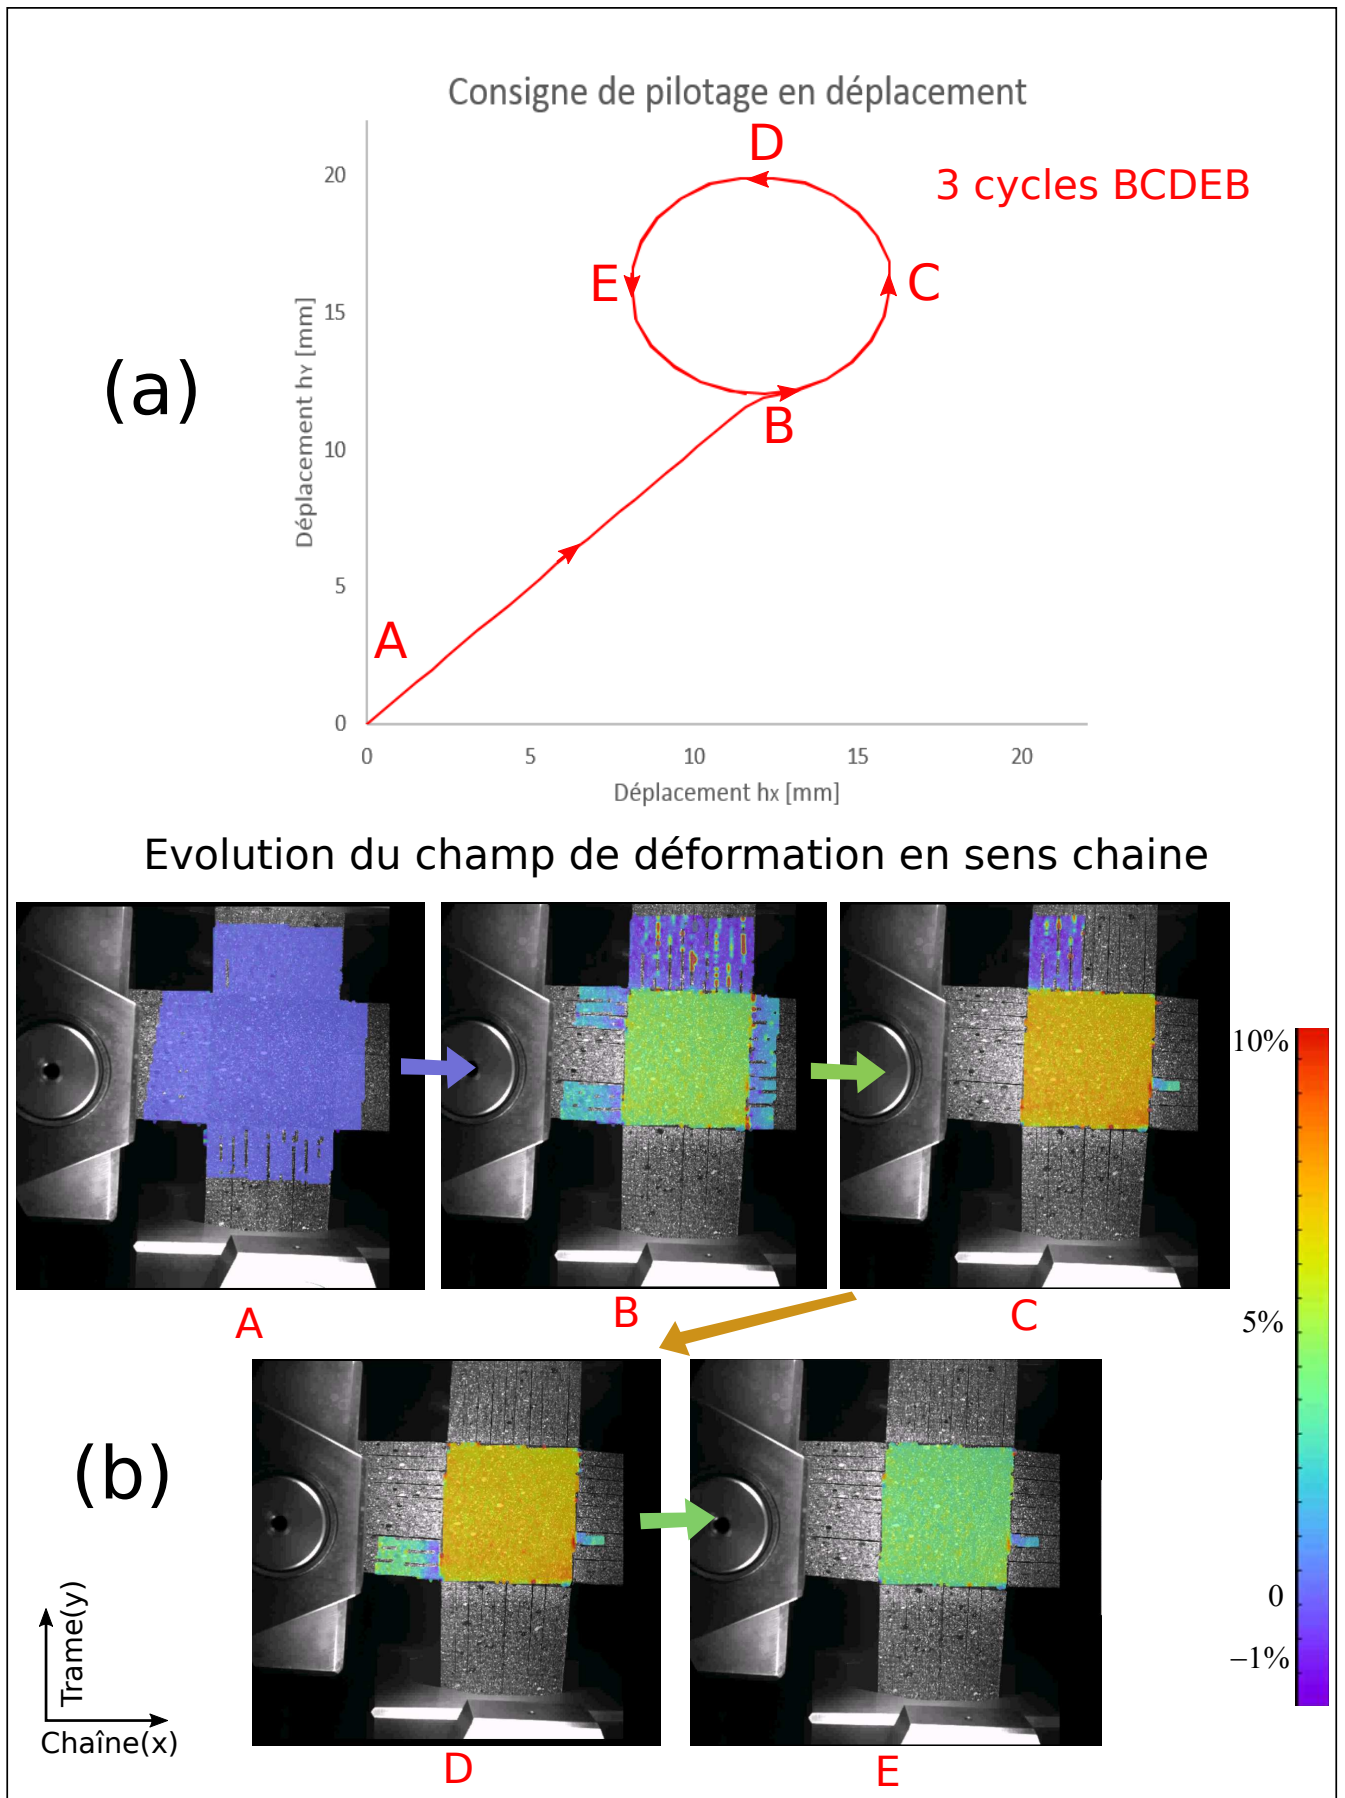 Consigne de pilotage en déplacement
D
3 cycles BCDEB
20
E
C
15
(a)
Déplacement hY [mm]
B
10
5
A
0
0 5 10 15 20
Déplacement hx [mm]
Evolution du champ de déformation en sens chaine
A
B
C
10%
5%
0
−1%
(b)
Trame(y)
Chaîne(x)
D
E